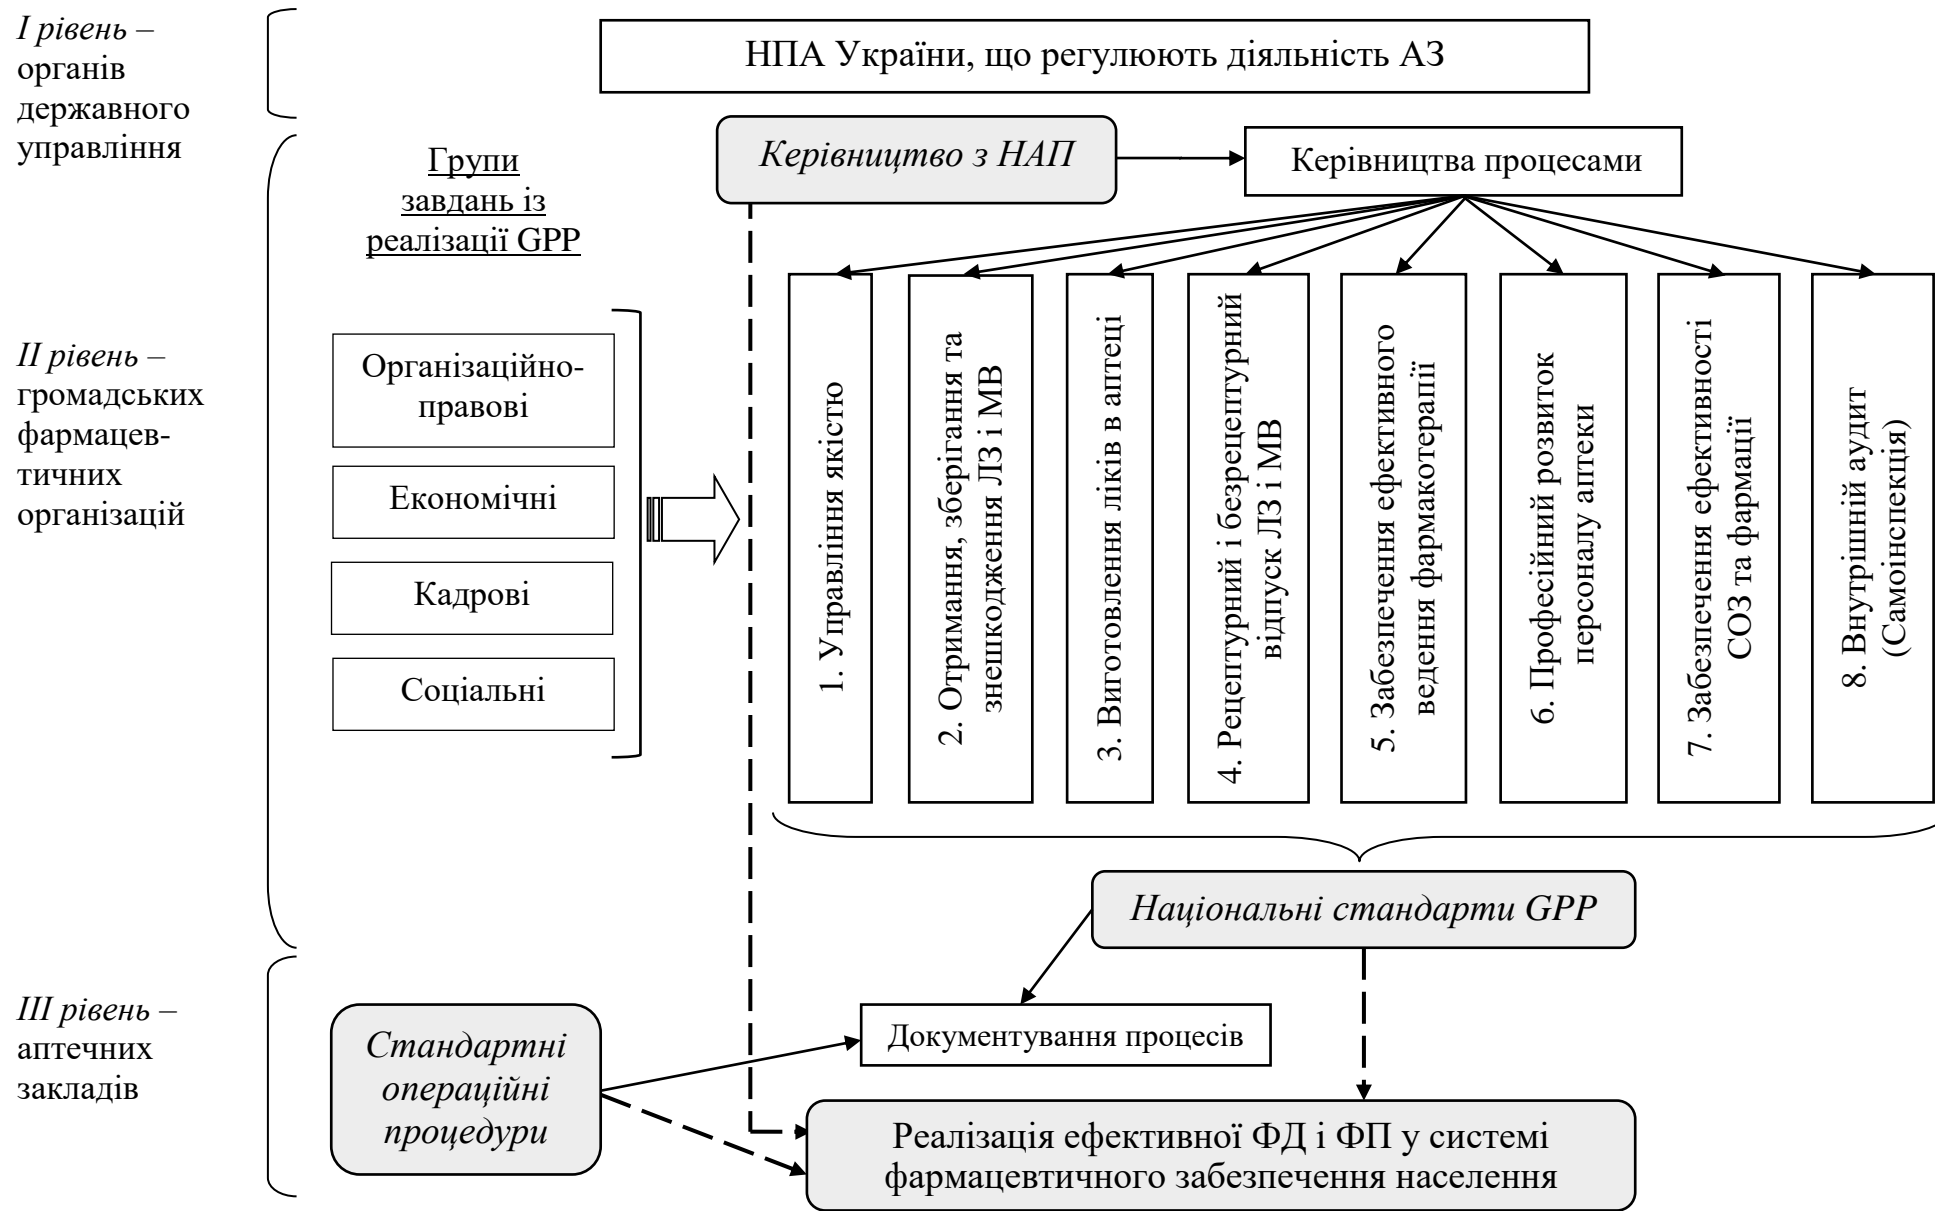 І рівень –
органів
державного
управління
НПА України, що регулюють діяльність АЗ
Керівництво з НАП
Керівництва процесами
Групи
завдань із
реалізації GPP
ІІ рівень –
громадських
фармацев-
тичних
організацій
Організаційно-
правові
Економічні
Кадрові
Соціальні
1. Управління якістю
2. Отримання, зберігання та
знешкодження ЛЗ і МВ
3. Виготовлення ліків в аптеці
4. Рецептурний і безрецептурний
відпуск ЛЗ і МВ
5. Забезпечення ефективного
ведення фармакотерапії
6. Професійний розвиток
персоналу аптеки
7. Забезпечення ефективності
СОЗ та фармації
8. Внутрішній аудит
(Самоінспекція)
Національні стандарти GPP
ІІІ рівень –
аптечних
закладів
Стандартні
операційні
процедури
Документування процесів
Реалізація ефективної ФД і ФП у системі
фармацевтичного забезпечення населення